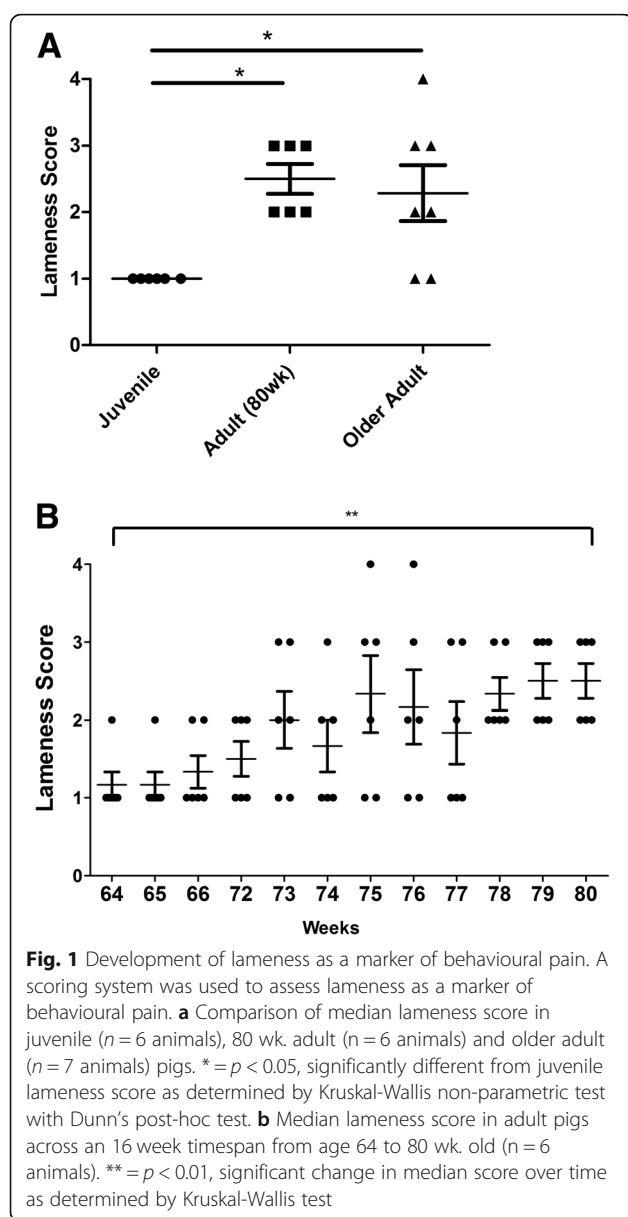 A
*
*
4
3
2
1
0
Lameness Score
Juvenile
Adult (80wk)
Older Adult
B
**
4
3
2
1
0
Lameness Score
64 65 66 72 73 74 75 76 77 78 79 80
Weeks
Fig. 1 Development of lameness as a marker of behavioural pain. A
scoring system was used to assess lameness as a marker of
behavioural pain. a Comparison of median lameness score in
juvenile (n = 6 animals), 80 wk. adult (n = 6 animals) and older adult
(n = 7 animals) pigs. * = p < 0.05, significantly different from juvenile
lameness score as determined by Kruskal-Wallis non-parametric test
with Dunn's post-hoc test. b Median lameness score in adult pigs
across an 16 week timespan from age 64 to 80 wk. old (n = 6
animals). ** = p < 0.01, significant change in median score over time
as determined by Kruskal-Wallis test